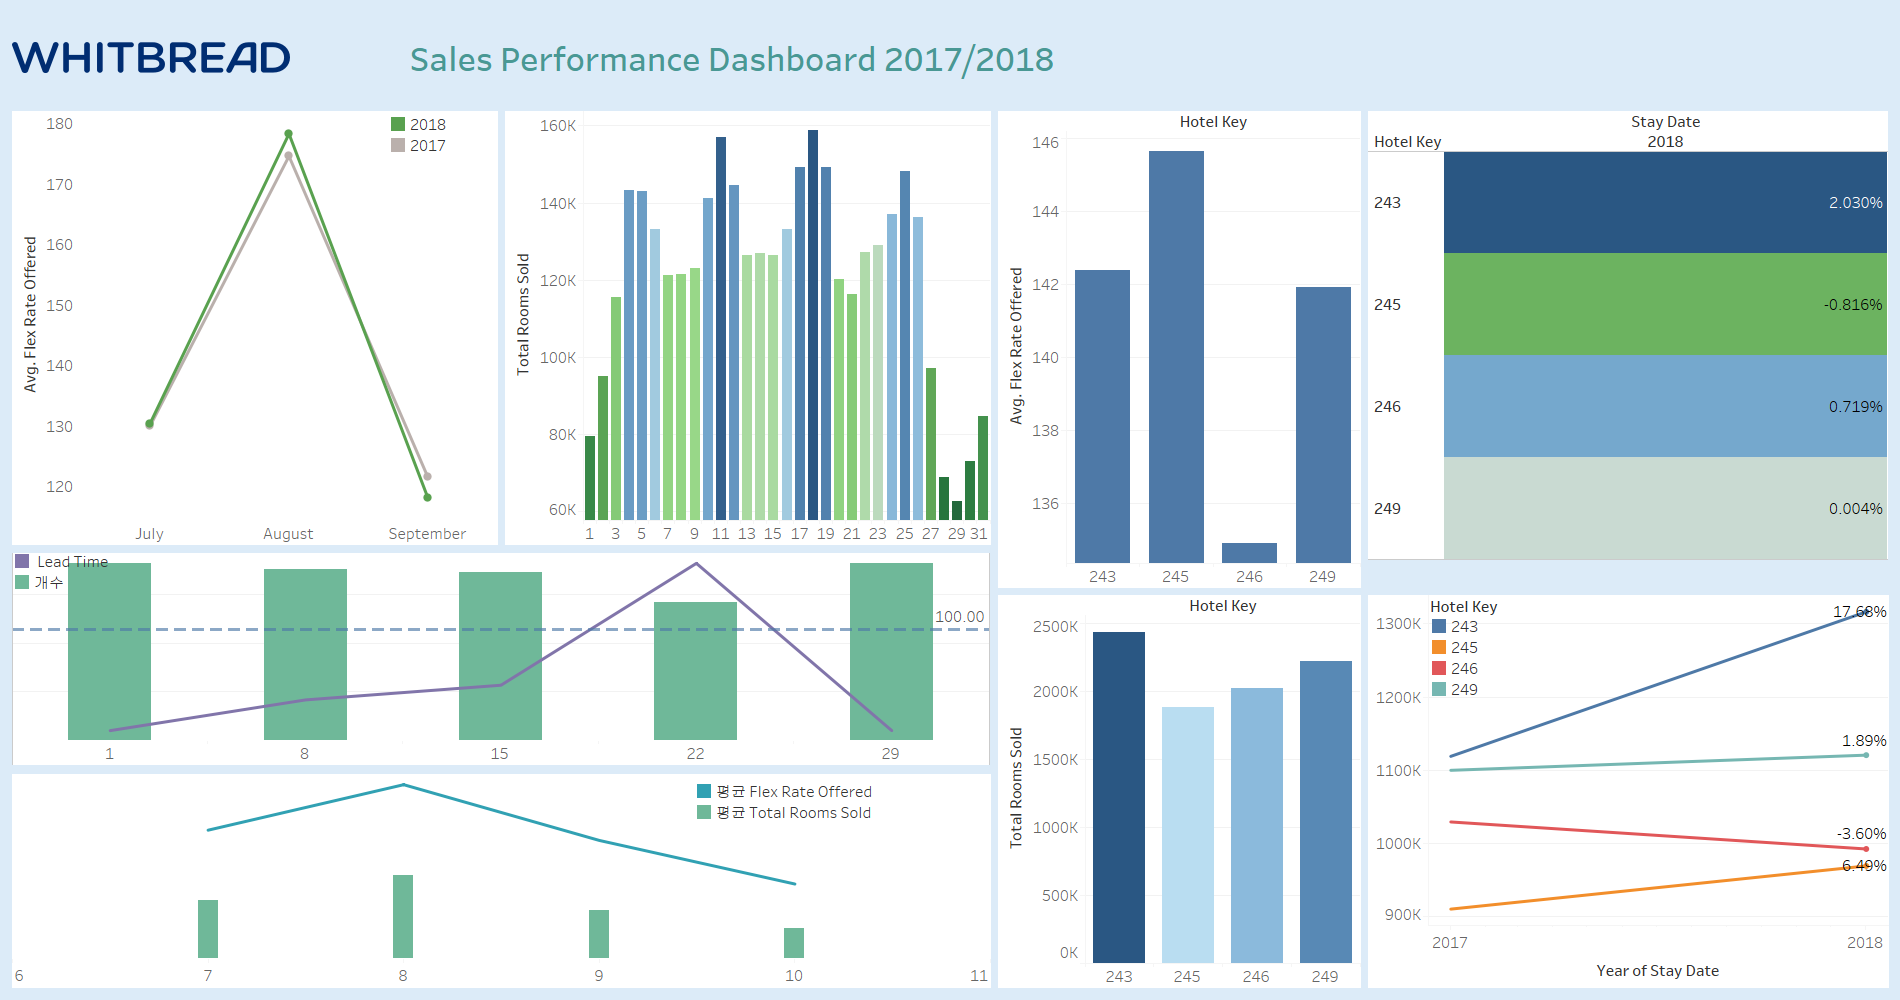 WHITBREAD
Sales Performance Dashboard 2017/2018
180
170
160
150
140
130
120
Avg. Flex Rate Offered
2018
2017
July August September
160K
140K
120K
100K
80K
60K
Total Rooms Sold
1 3 5 7 9 11 13 15 17 19 21 23 25 27 29 31
Hotel Key
146
144
142
140
138
136
Avg. Flex Rate Offered
243 245 246 249
Stay Date
Hotel Key 2018
243 2.030%
245 -0.816%
246 0.719%
249 0.004%
Lead Time
개수
100.00
1 8 15 22 29
평균 Flex Rate Offered
평균 Total Rooms Sold
6 7 8 9 10 11
Hotel Key
2500K
2000K
1500K
1000K
500K
0K
Total Rooms Sold
243 245 246 249
Hotel Key
243
245
246
249
1300K
1200K
1100K
1000K
900K
17.68%
1.89%
-3.60%
6.49%
2017 2018
Year of Stay Date